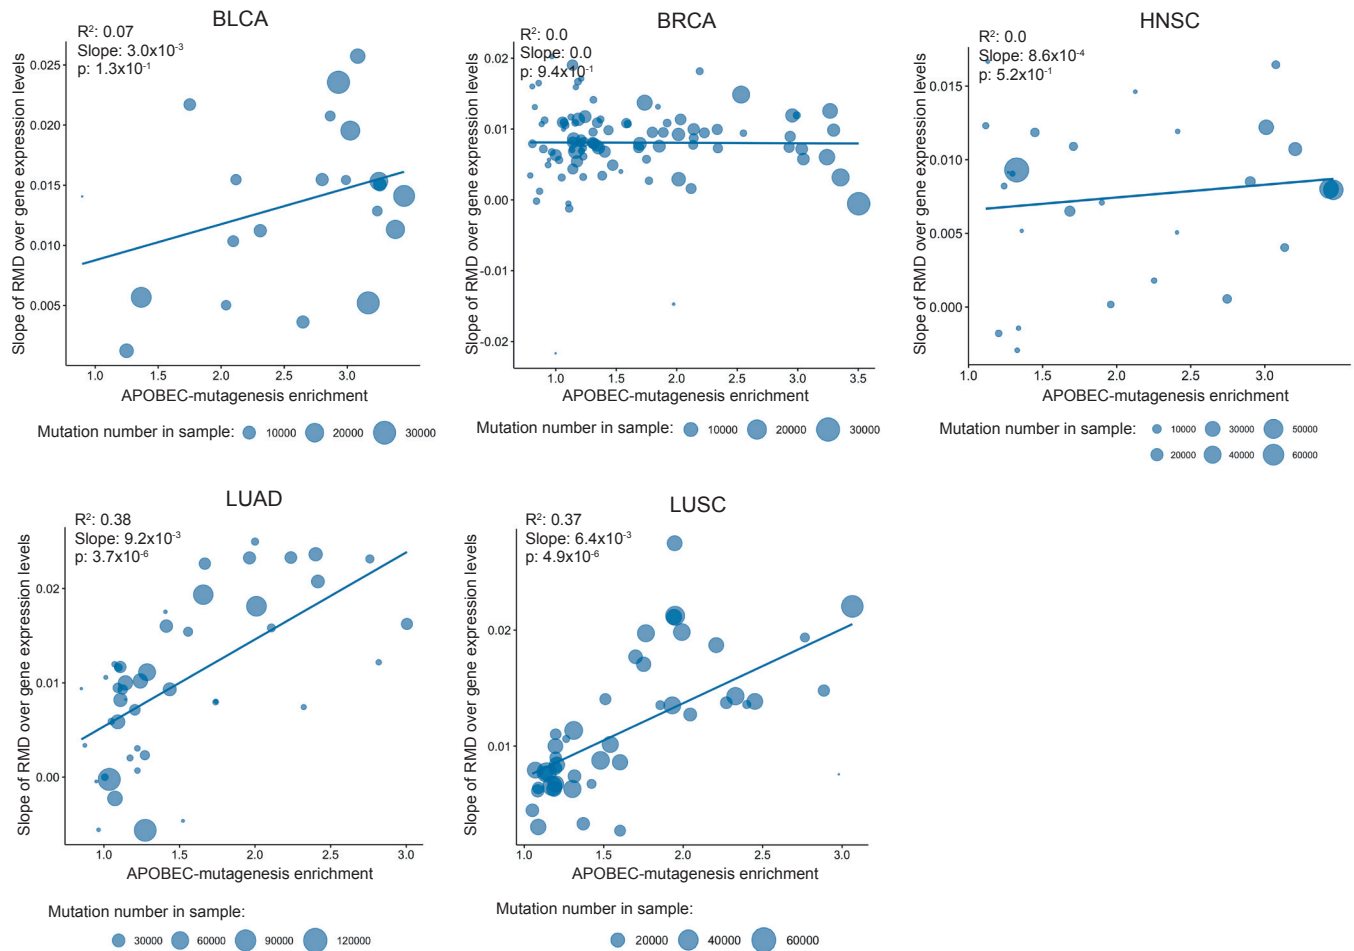 BLCA
R²: 0.07
Slope: 3.0x10⁻³
p: 1.3x10⁻¹
Slope of RMD over gene expression levels
0.025
0.020
0.015
0.010
0.005
1.0 1.5 2.0 2.5 3.0
APOBEC-mutagenesis enrichment
Mutation number in sample: 10000 20000 30000
BRCA
R²: 0.0
Slope: 0.0
p: 9.4x10⁻¹
Slope of RMD over gene expression levels
0.02
0.010
0.00
-0.01
-0.02
1.0 1.5 2.0 2.5 3.0 3.5
APOBEC-mutagenesis enrichment
Mutation number in sample: 10000 20000 30000
HNSC
R²: 0.0
Slope: 8.6x10⁻⁴
p: 5.2x10⁻¹
Slope of RMD over gene expression levels
0.015
0.010
0.005
0.000
1.0 1.5 2.0 2.5 3.0
APOBEC-mutagenesis enrichment
Mutation number in sample: 10000 30000 50000
20000 40000 60000
LUAD
R²: 0.38
Slope: 9.2x10⁻³
p: 3.7x10⁻⁶
Slope of RMD over gene expression levels
0.02
0.01
0.00
1.0 1.5 2.0 2.5 3.0
APOBEC-mutagenesis enrichment
Mutation number in sample:
30000 60000 90000 120000
LUSC
R²: 0.37
Slope: 6.4x10⁻³
p: 4.9x10⁻⁶
Slope of RMD over gene expression levels
0.02
0.01
1.0 1.5 2.0 2.5 3.0
APOBEC-mutagenesis enrichment
Mutation number in sample:
20000 40000 60000